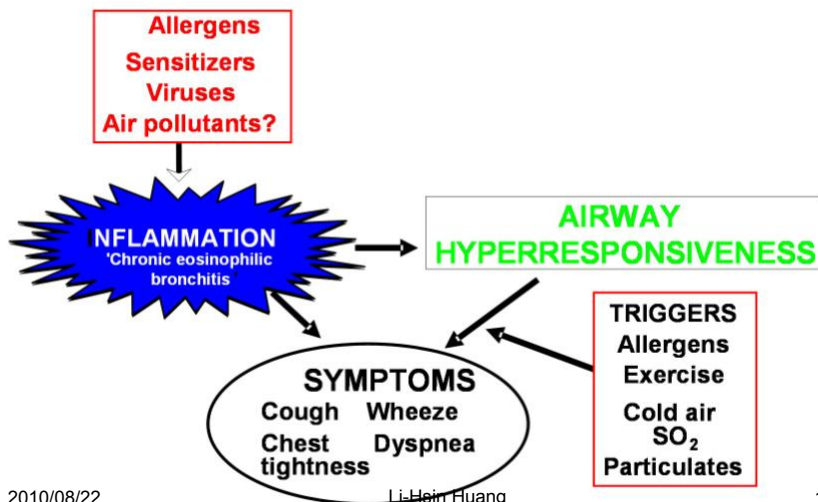 Allergens
Sensitizers
Viruses
Air pollutants?
INFLAMMATION
'Chronic eosinophilic
bronchitis'
AIRWAY
HYPERRESPONSIVENESS
TRIGGERS
Allergens
Exercise
Cold air
SO₂
Particulates
SYMPTOMS
Cough Wheeze
Chest Dyspnea
tightness
2010/08/22
Li-Hsin Huang